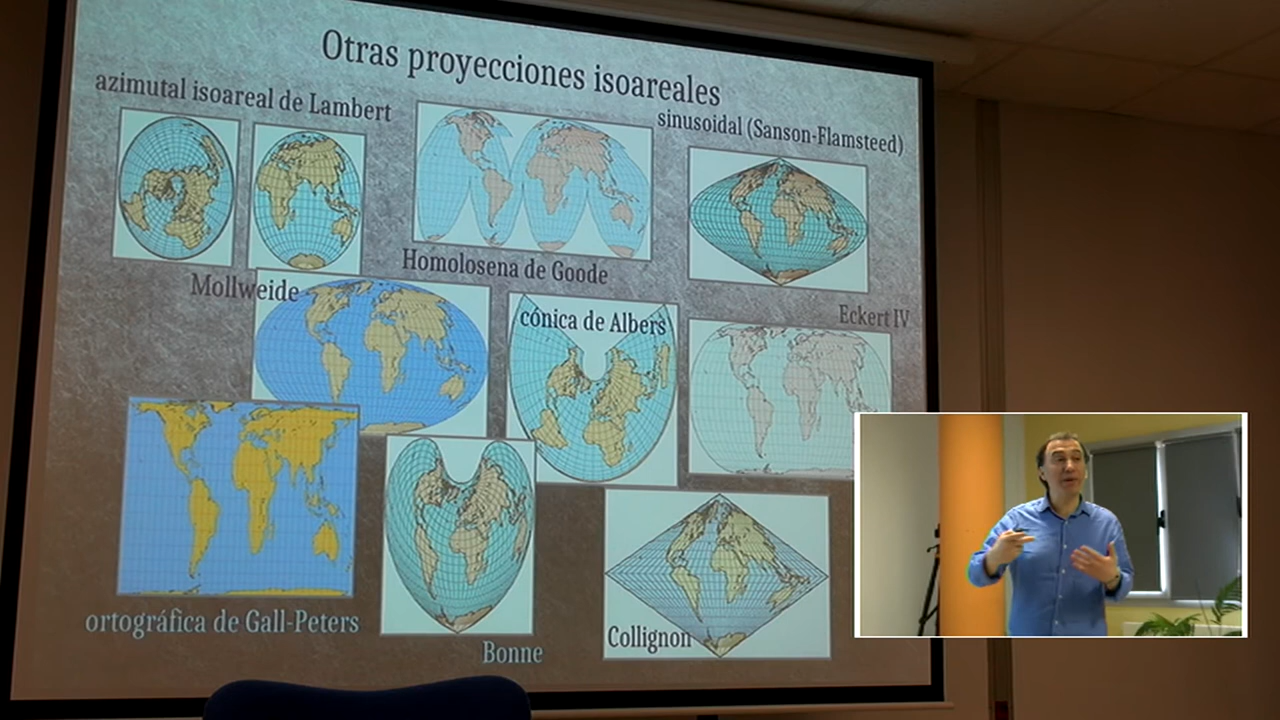 Otras proyecciones isoareales
azimutal isoareal de Lambert
sinusoidal (Sanson-Flamsteed)
Homolosena de Goode
Mollweide
cónica de Albers
Eckert IV
ortográfica de Gall-Peters
Bonne
Collignon